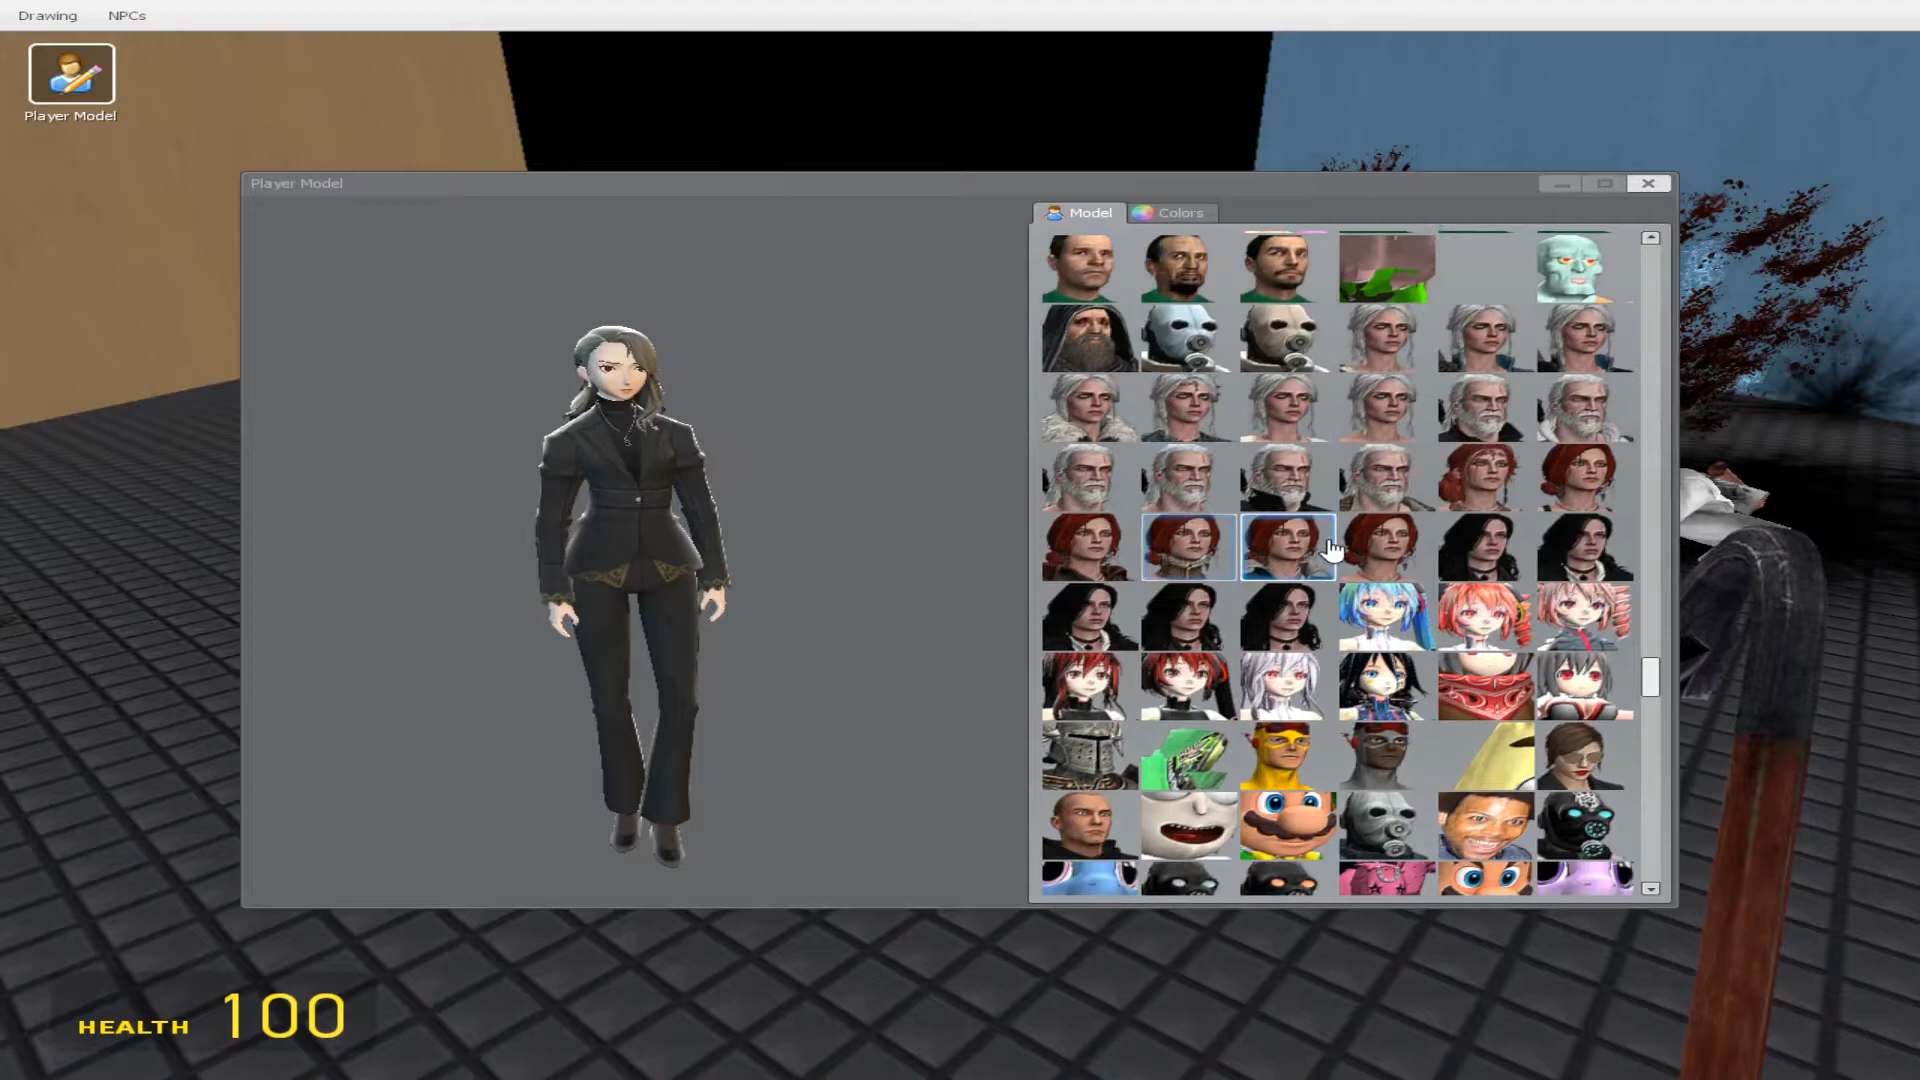 Drawing NPCs
Player Model
Player Model
Model Colors
HEALTH 100